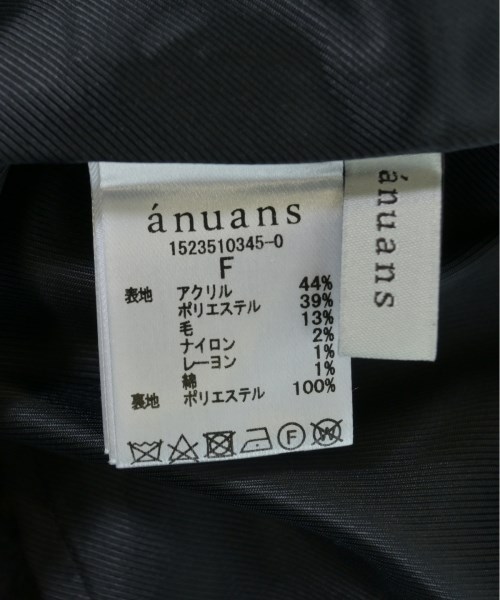 ánuans
1523510345-0
F
表地 アクリル 44%
ポリエステル 39%
毛 13%
ナイロン 2%
レーヨン 1%
綿 1%
裏地 ポリエステル 100%
F
W
ánuans